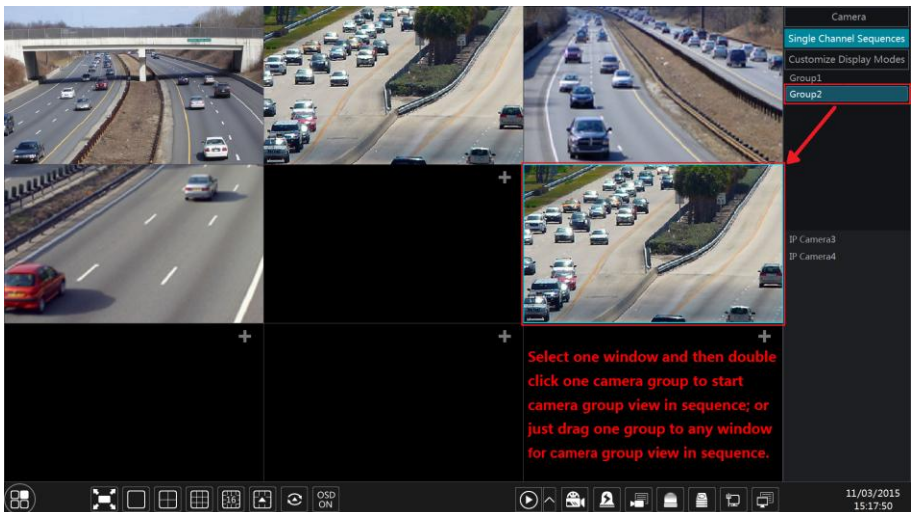 Camera
Single Channel Sequences
Customize Display Modes
Group1
Group2
IP Camera3
IP Camera4
Select one window and then double
click one camera group to start
camera group view in sequence; or
just drag one group to any window
for camera group view in sequence.
16
OSD
ON
11/03/2015
15:17:50